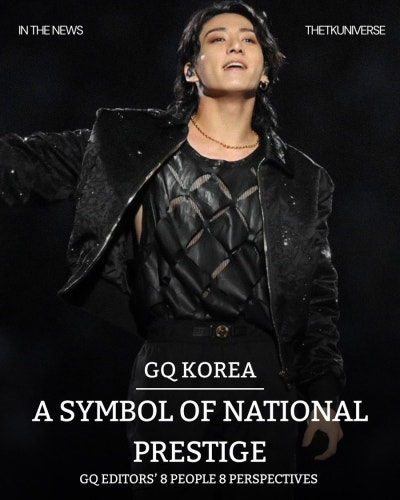 IN THE NEWS
THETKUNIVERSE
GQ KOREA
A SYMBOL OF NATIONAL
PRESTIGE
GQ EDITORS' 8 PEOPLE 8 PERSPECTIVES